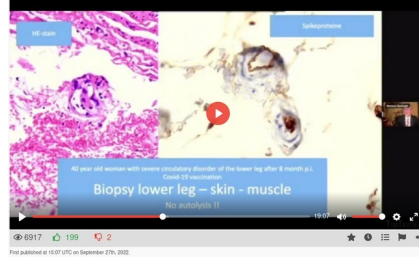 HE-stain
Spikeproteine
40 year old woman with severe circulatory disorder of the lower leg after 8 month p.i.
Covid-19 vaccination
Biopsy lower leg – skin - muscle
No autolysis !!
19:07
6917 199 2
First published at 15:07 UTC on September 27th, 2022.